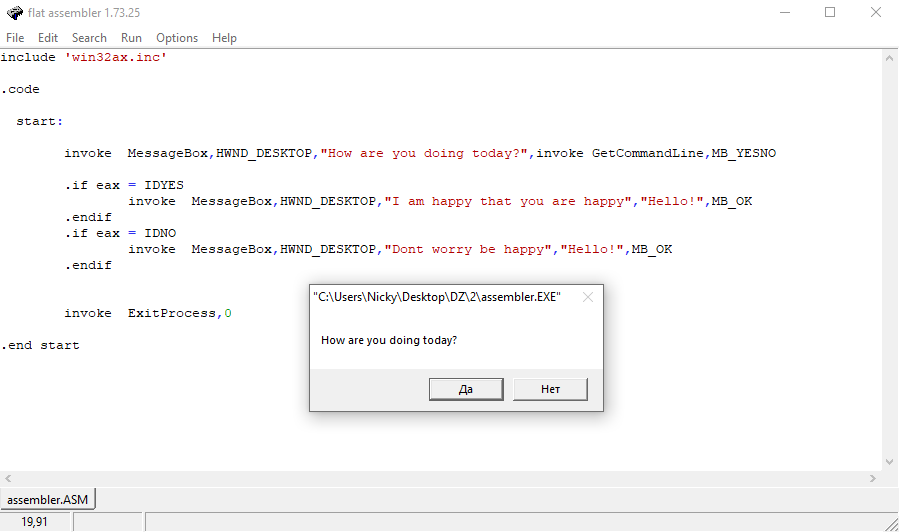 flat assembler 1.73.25
File Edit Search Run Options Help
include 'win32ax.inc'
.code
start:
invoke MessageBox,HWND_DESKTOP,"How are you doing today?",invoke GetCommandLine,MB_YESNO
.if eax = IDYES
invoke MessageBox,HWND_DESKTOP,"I am happy that you are happy","Hello!",MB_OK
.endif
.if eax = IDNO
invoke MessageBox,HWND_DESKTOP,"Dont worry be happy","Hello!",MB_OK
.endif
invoke ExitProcess,0
.end start
"C:\Users\Nicky\Desktop\DZ\2\assembler.EXE"
How are you doing today?
Да Нет
assembler.ASM
19,91